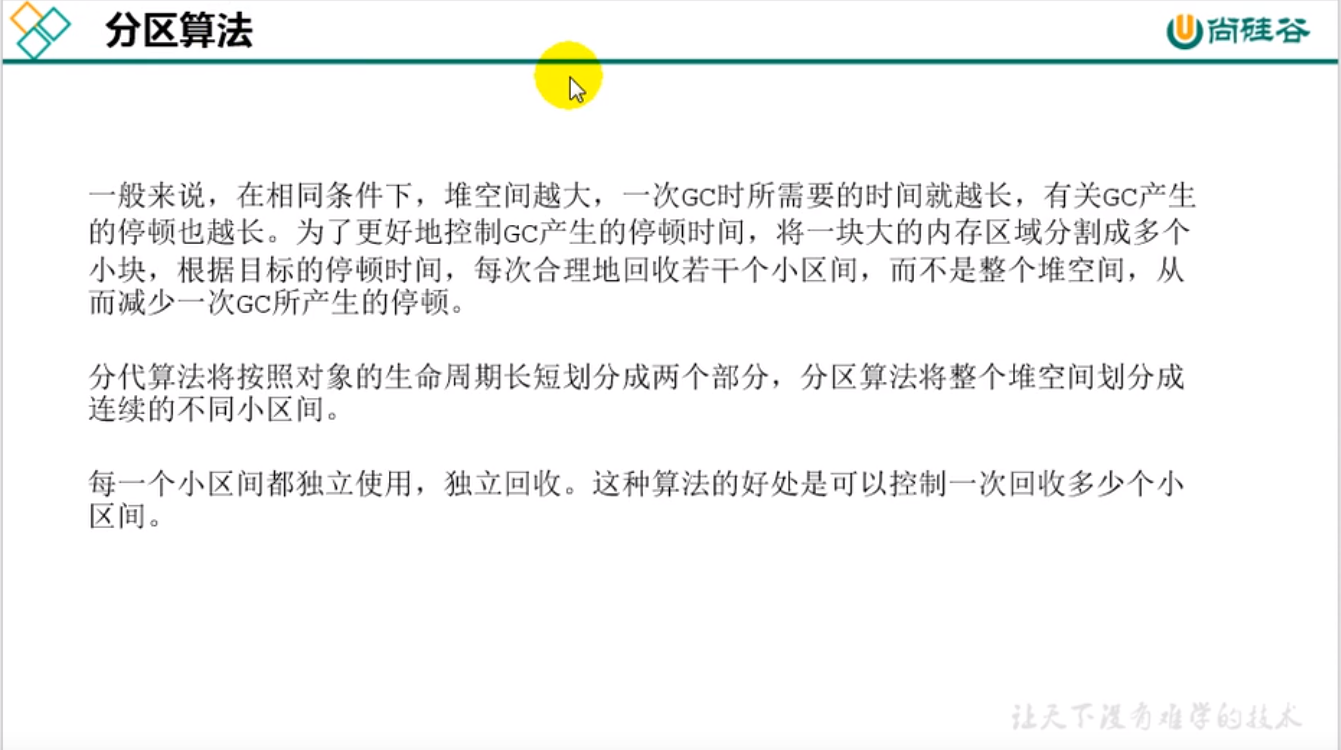 分区算法
尚硅谷
一般来说，在相同条件下，堆空间越大，一次GC时所需要的时间就越长，有关GC产生
的停顿也越长。为了更好地控制GC产生的停顿时间，将一块大的内存区域分割成多个
小块，根据目标的停顿时间，每次合理地回收若干个小区间，而不是整个堆空间，从
而减少一次GC所产生的停顿。
分代算法将按照对象的生命周期长短划分成两个部分，分区算法将整个堆空间划分成
连续的不同小区间。
每一个小区间都独立使用，独立回收。这种算法的好处是可以控制一次回收多少个小
区间。
让天下没有难学的技术